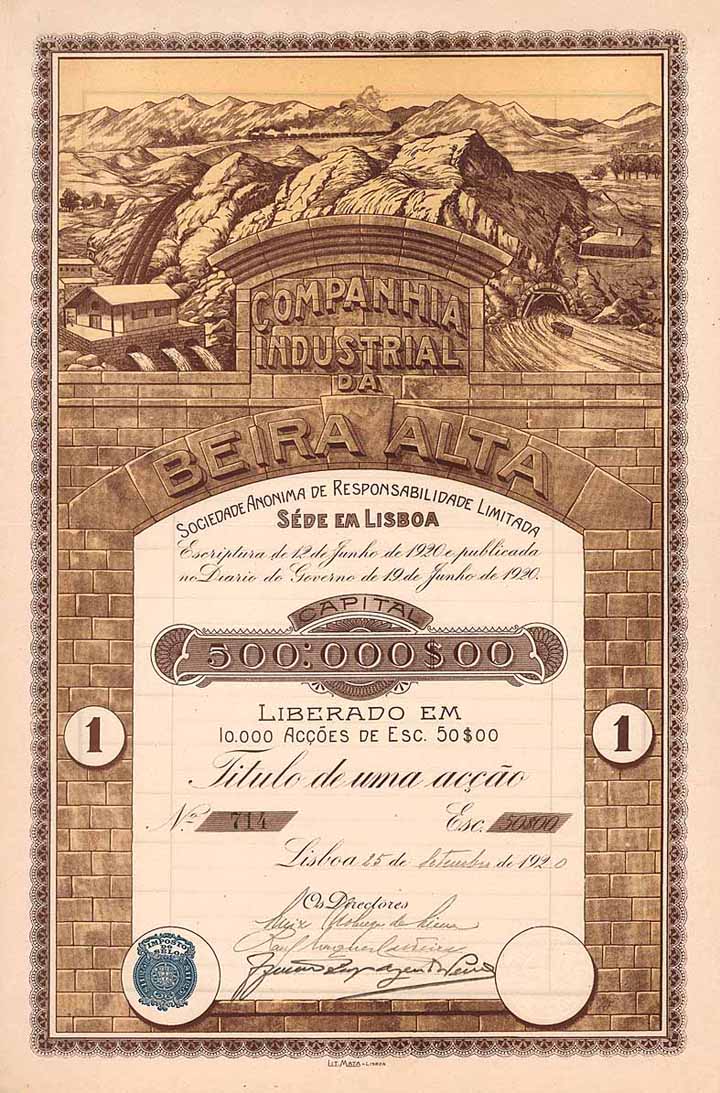 COMPANHIA
INDUSTRIAL
DA
BEIRA ALTA
SOCIEDADE ANONIMA DE RESPONSABILIDADE LIMITADA
SÉDE EM LISBOA
Escriptura de 12 de Junho de 1920 e publicada
no Diario do Governo de 19 de Junho de 1920.
CAPITAL
500:000$00
LIBERADO EM
10.000 ACÇÕES DE ESC. 50$00
1
1
Titulo de uma acção
Nº 714
Esc. 50$00
Lisboa 25 de Setembro de 1920
Os Directores
IMPOSTO
DO
SELO
LIT. MATA - LISBOA